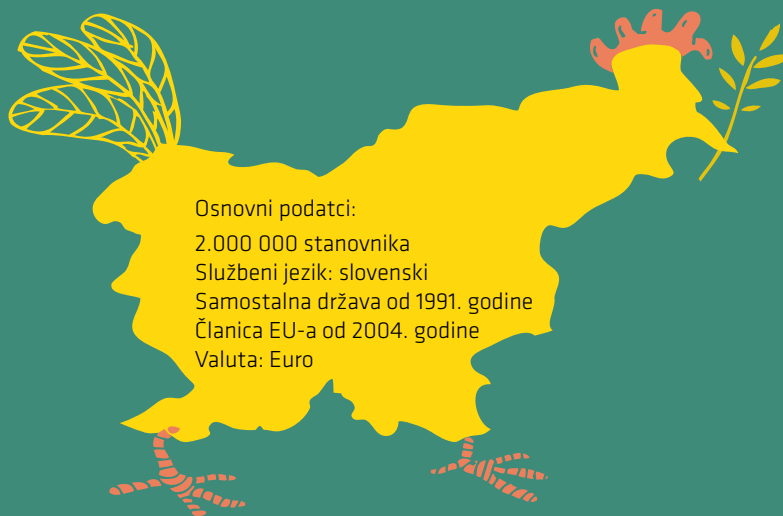 Osnovni podatci:
2.000 000 stanovnika
Službeni jezik: slovenski
Samostalna država od 1991. godine
Članica EU-a od 2004. godine
Valuta: Euro